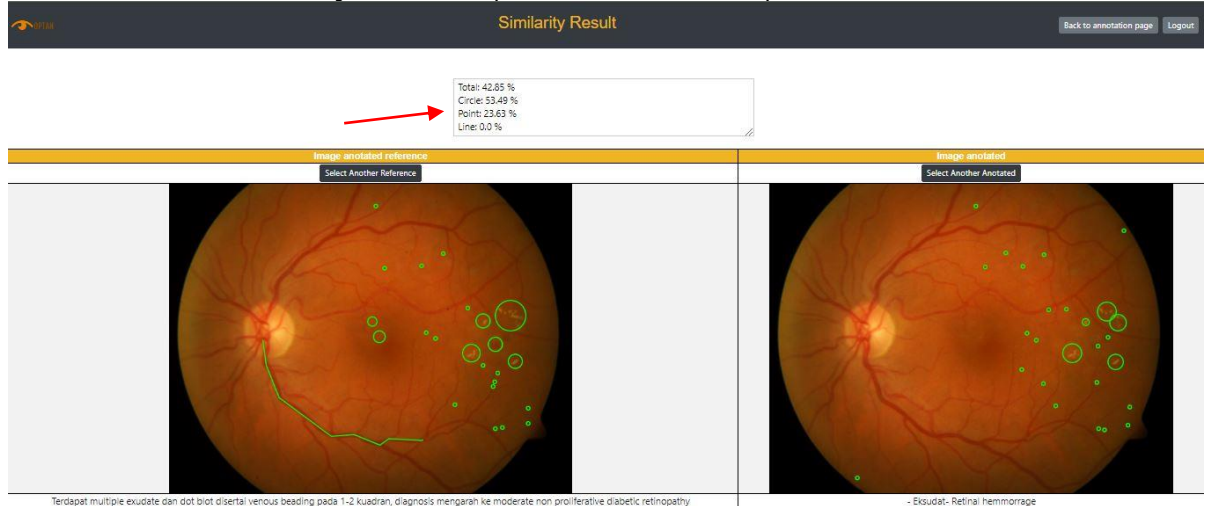 OPTAN
Similarity Result
Back to annotation page
Logout
Total: 42.85 %
Circle: 53.49 %
Point: 23.63 %
Line: 0.0 %
Image anotated reference
Image anotated
Select Another Reference
Select Another Anotated
Terdapat multiple exudate dan dot blot disertai venous beading pada 1-2 kuadran, diagnosis mengarah ke moderate non proliferative diabetic retinopathy
- Eksudat- Retinal hemmorrage